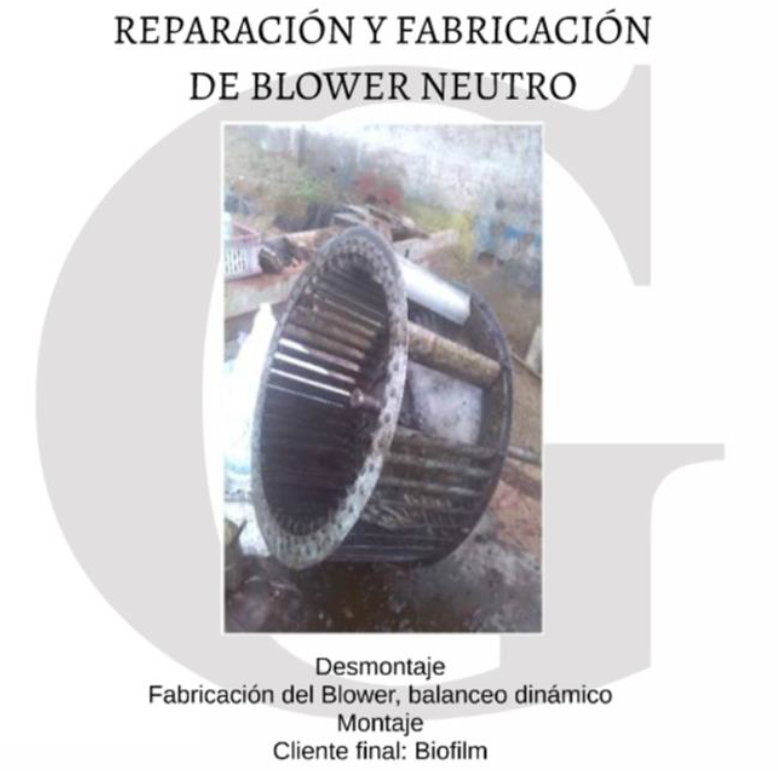 REPARACIÓN Y FABRICACIÓN
DE BLOWER NEUTRO
G
Desmontaje
Fabricación del Blower, balanceo dinámico
Montaje
Cliente final: Biofilm